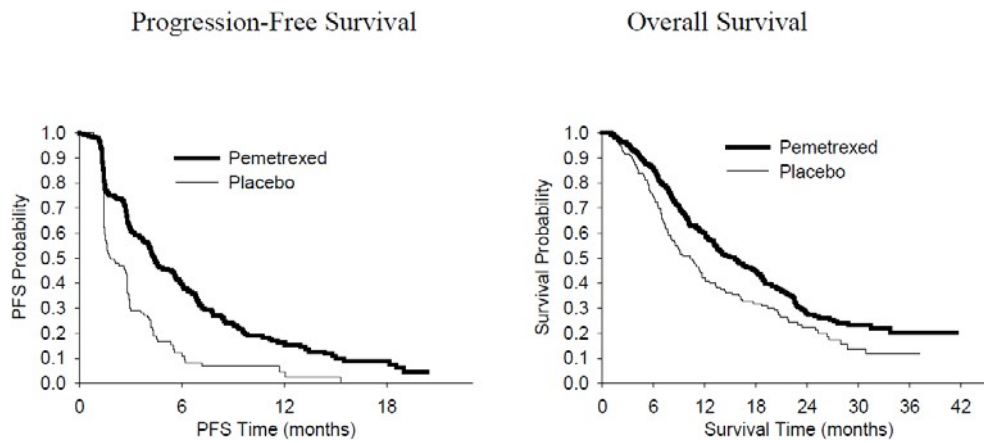 Progression-Free Survival
Overall Survival
1.0
0.9
0.8
0.7
0.6
0.5
0.4
0.3
0.2
0.1
0.0
PFS Probability
Pemetrexed
Placebo
0 6 12 18
PFS Time (months)
1.0
0.9
0.8
0.7
0.6
0.5
0.4
0.3
0.2
0.1
0.0
Survival Probability
Pemetrexed
Placebo
0 6 12 18 24 30 36 42
Survival Time (months)